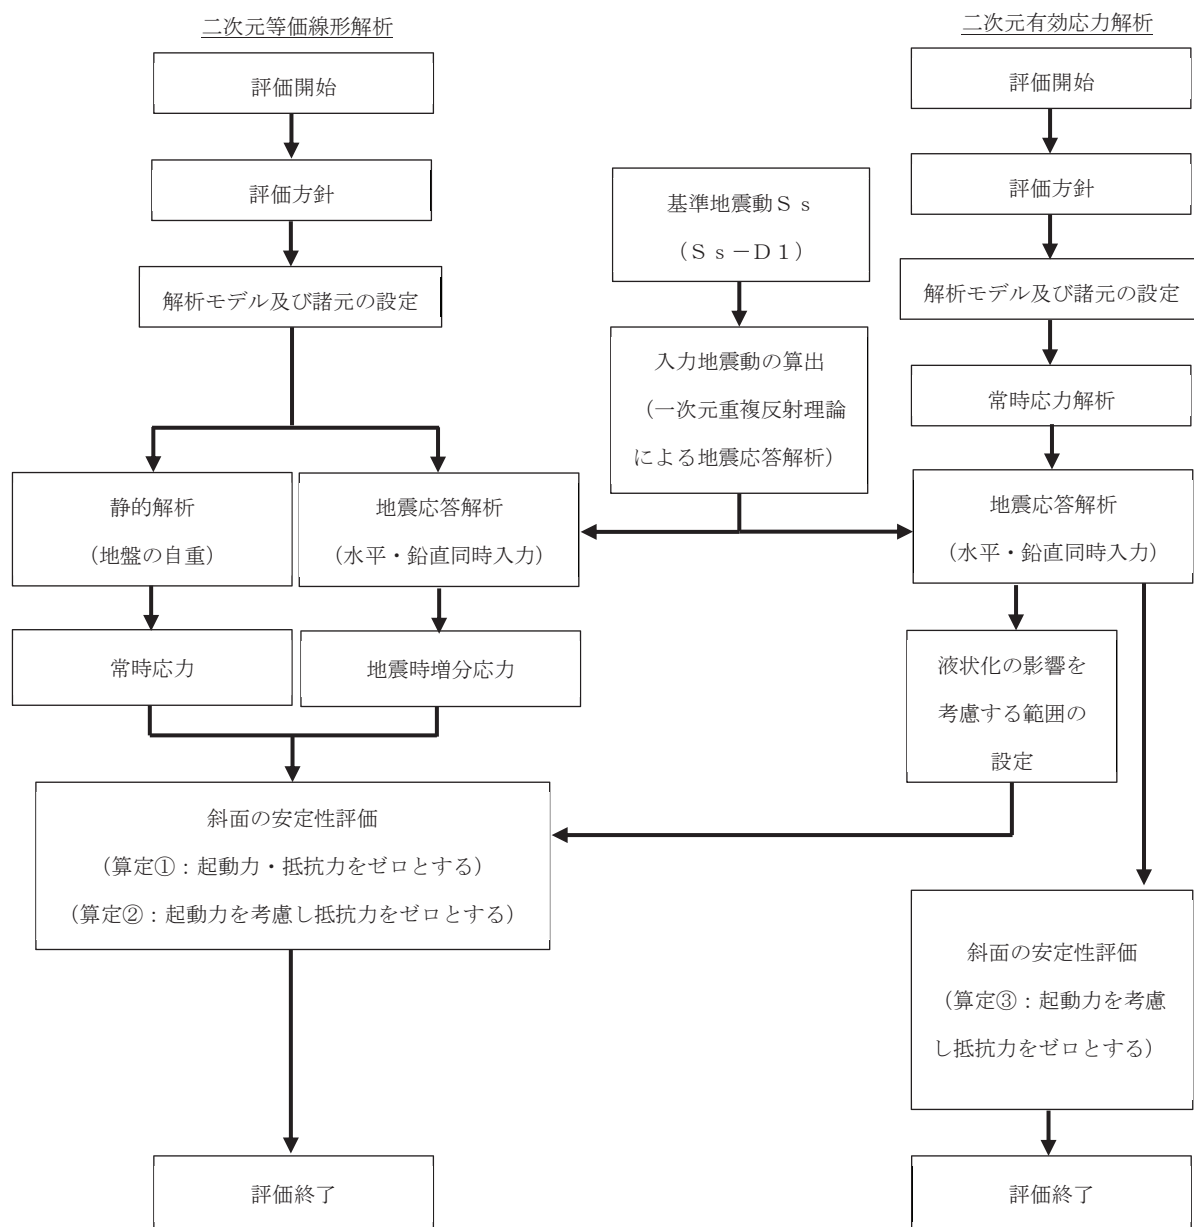 二次元等価線形解析
評価開始
評価方針
解析モデル及び諸元の設定
静的解析
（地盤の自重）
地震応答解析
（水平・鉛直同時入力）
常時応力
地震時増分応力
斜面の安定性評価
（算定①：起動力・抵抗力をゼロとする）
（算定②：起動力を考慮し抵抗力をゼロとする）
評価終了
基準地震動Ｓｓ
（Ｓｓ－Ｄ１）
入力地震動の算出
（一次元重複反射理論
による地震応答解析）
二次元有効応力解析
評価開始
評価方針
解析モデル及び諸元の設定
常時応力解析
地震応答解析
（水平・鉛直同時入力）
液状化の影響を
考慮する範囲の
設定
斜面の安定性評価
（算定③：起動力を考慮
し抵抗力をゼロとする）
評価終了